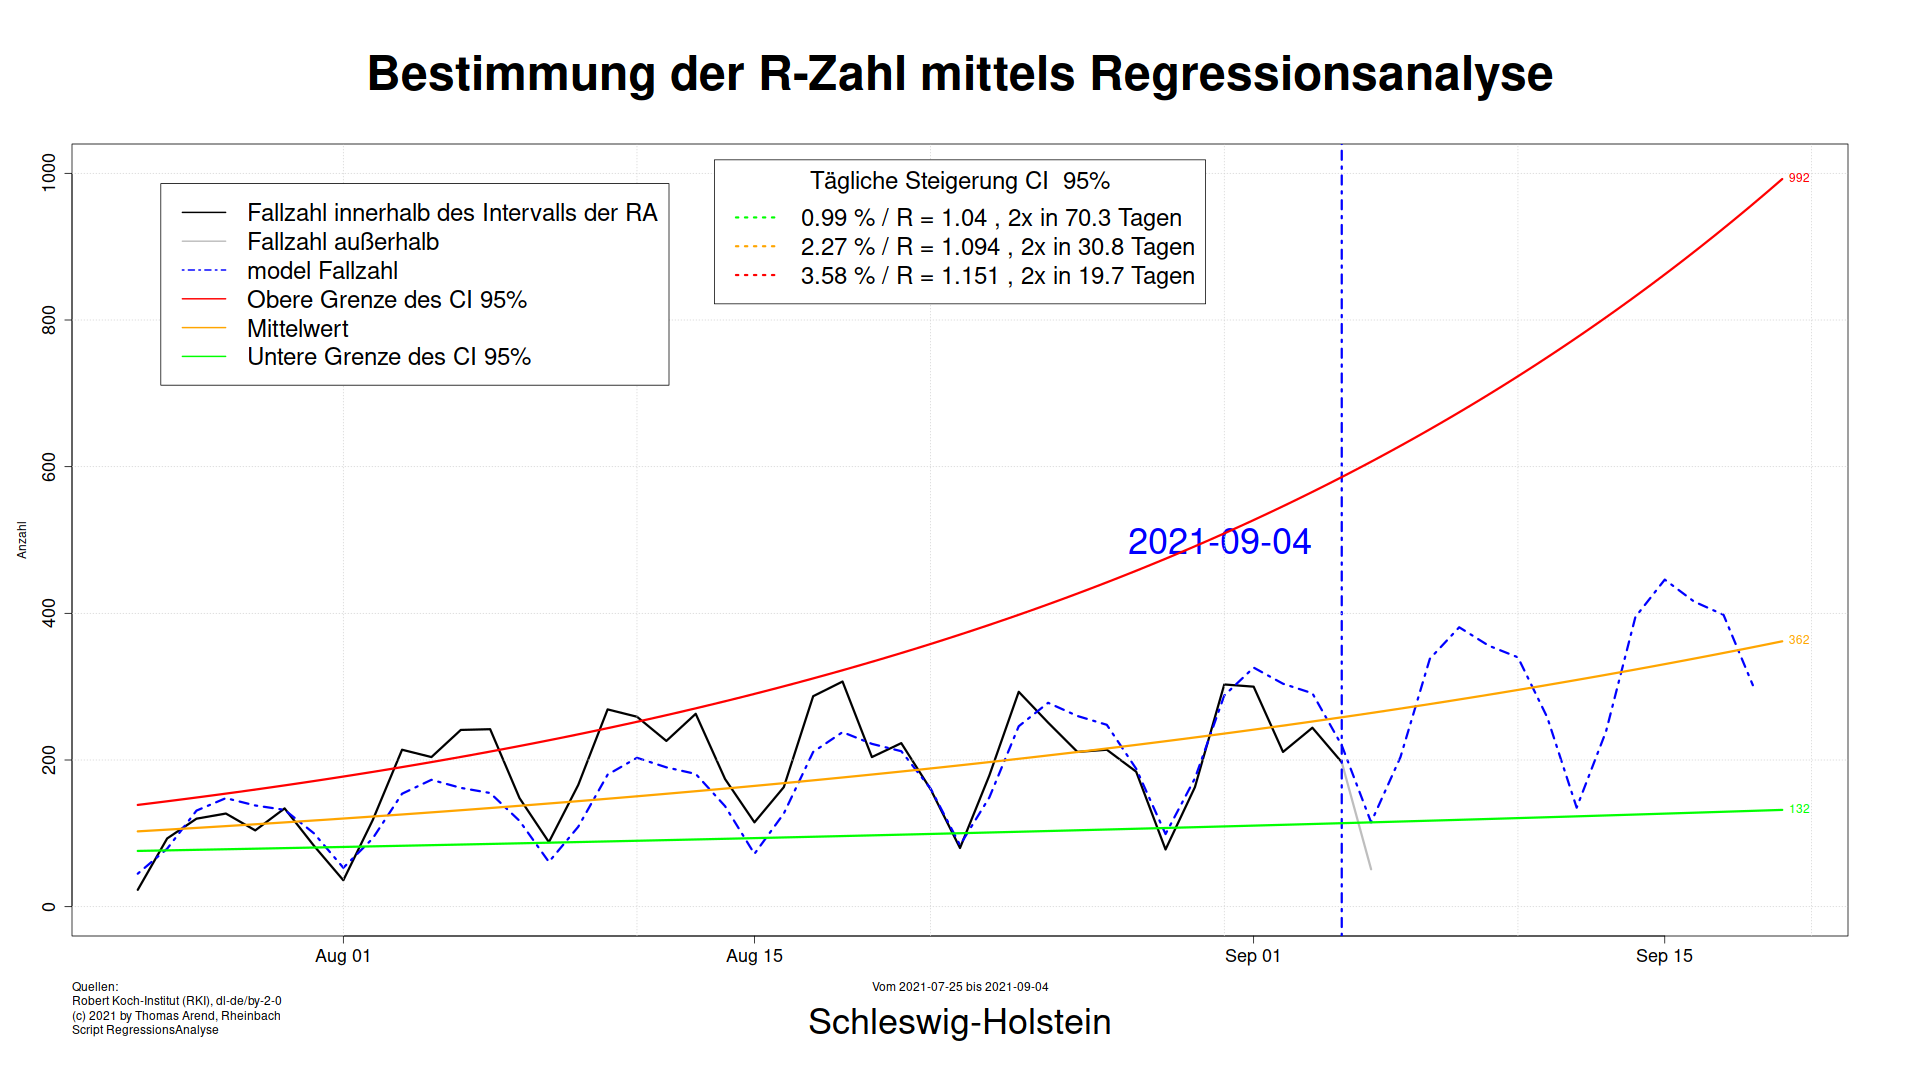 Bestimmung der R-Zahl mittels Regressionsanalyse
Tägliche Steigerung CI  95%
0.99 % / R = 1.04 , 2x in 70.3 Tagen
2.27 % / R = 1.094 , 2x in 30.8 Tagen
3.58 % / R = 1.151 , 2x in 19.7 Tagen
Fallzahl innerhalb des Intervalls der RA
Fallzahl außerhalb
model Fallzahl
Obere Grenze des CI 95%
Mittelwert
Untere Grenze des CI 95%
1000
800
600
400
200
0
Anzahl
992
2021-09-04
362
132
Aug 01
Aug 15
Sep 01
Sep 15
Quellen:
Robert Koch-Institut (RKI), dl-de/by-2-0
(c) 2021 by Thomas Arend, Rheinbach
Script RegressionsAnalyse
Vom 2021-07-25 bis 2021-09-04
Schleswig-Holstein